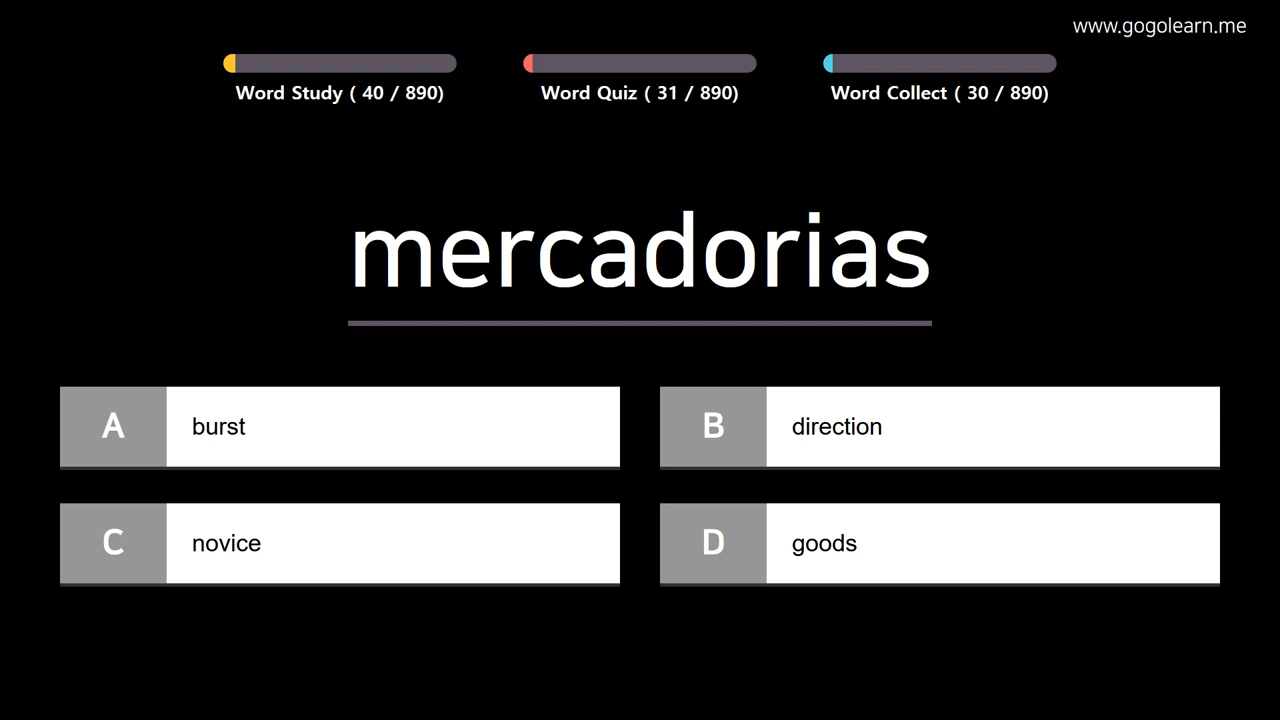 www.gogolearn.me
Word Study ( 40 / 890)
Word Quiz ( 31 / 890)
Word Collect ( 30 / 890)
mercadorias
A burst
B direction
C novice
D goods